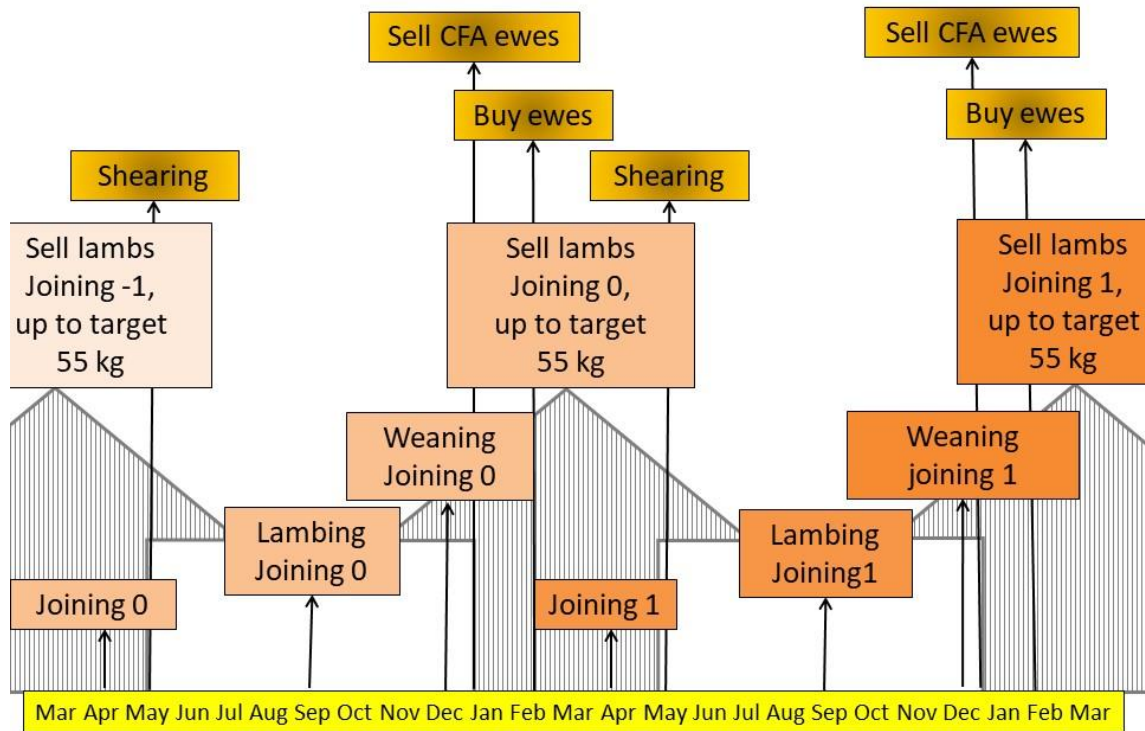 Sell CFA ewes
Sell CFA ewes
Buy ewes
Buy ewes
Shearing
Shearing
Sell lambs
Joining -1,
up to target
55 kg
Sell lambs
Joining 0,
up to target
55 kg
Sell lambs
Joining 1,
up to target
55 kg
Weaning
Joining 0
Weaning
joining 1
Lambing
Joining 0
Lambing
Joining1
Joining 0
Joining 1
Mar Apr May Jun Jul Aug Sep Oct Nov Dec Jan Feb Mar Apr May Jun Jul Aug Sep Oct Nov Dec Jan Feb Mar